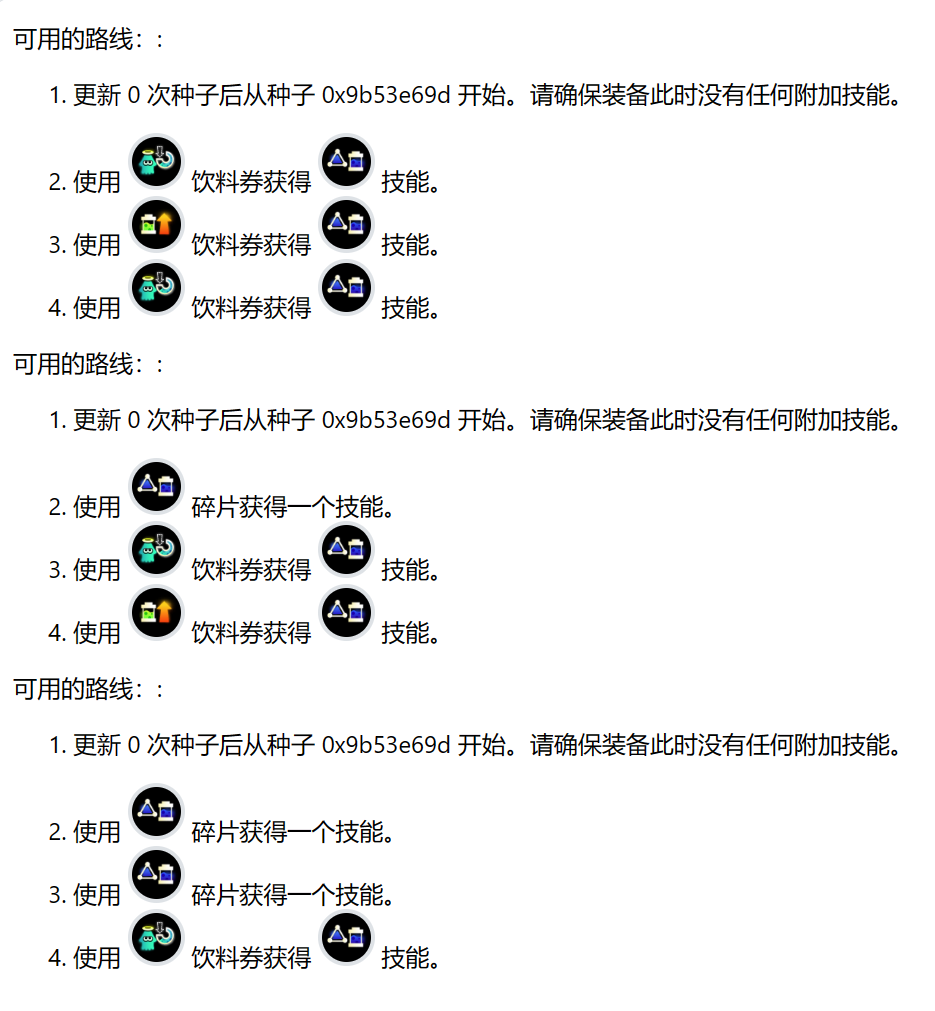 可用的路线：:
1. 更新 0 次种子后从种子 0x9b53e69d 开始。请确保装备此时没有任何附加技能。
2. 使用 饮料券获得 技能。
3. 使用 饮料券获得 技能。
4. 使用 饮料券获得 技能。
可用的路线：:
1. 更新 0 次种子后从种子 0x9b53e69d 开始。请确保装备此时没有任何附加技能。
2. 使用 碎片获得一个技能。
3. 使用 饮料券获得 技能。
4. 使用 饮料券获得 技能。
可用的路线：:
1. 更新 0 次种子后从种子 0x9b53e69d 开始。请确保装备此时没有任何附加技能。
2. 使用 碎片获得一个技能。
3. 使用 碎片获得一个技能。
4. 使用 饮料券获得 技能。